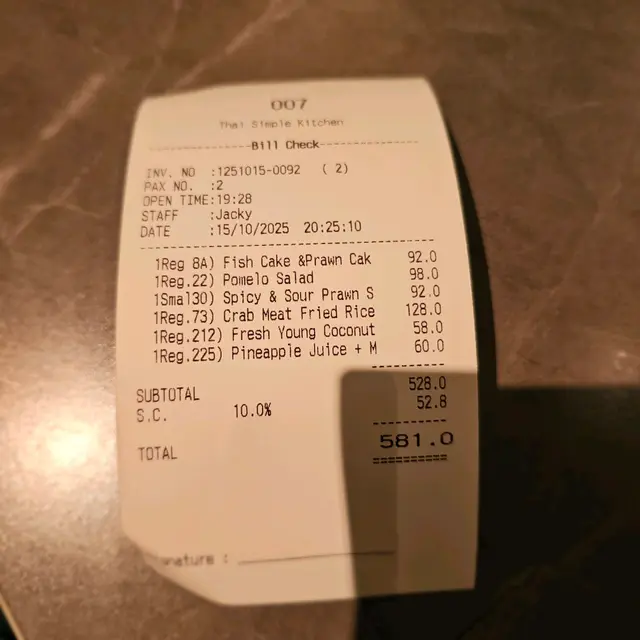 007
Thai Simple Kitchen
Bill Check
INV. NO :1251015-0092 ( 2)
PAX NO. :2
OPEN TIME:19:28
STAFF :Jacky
DATE :15/10/2025 20:25:10
1Reg 8A) Fish Cake &Prawn Cak 92.0
1Reg.22) Pomelo Salad 98.0
1Smal30) Spicy & Sour Prawn S 92.0
1Reg.73) Crab Meat Fried Rice 128.0
1Reg.212) Fresh Young Coconut 58.0
1Reg.225) Pineapple Juice + M 60.0
SUBTOTAL 528.0
S.C. 10.0% 52.8
TOTAL 581.0
nature :